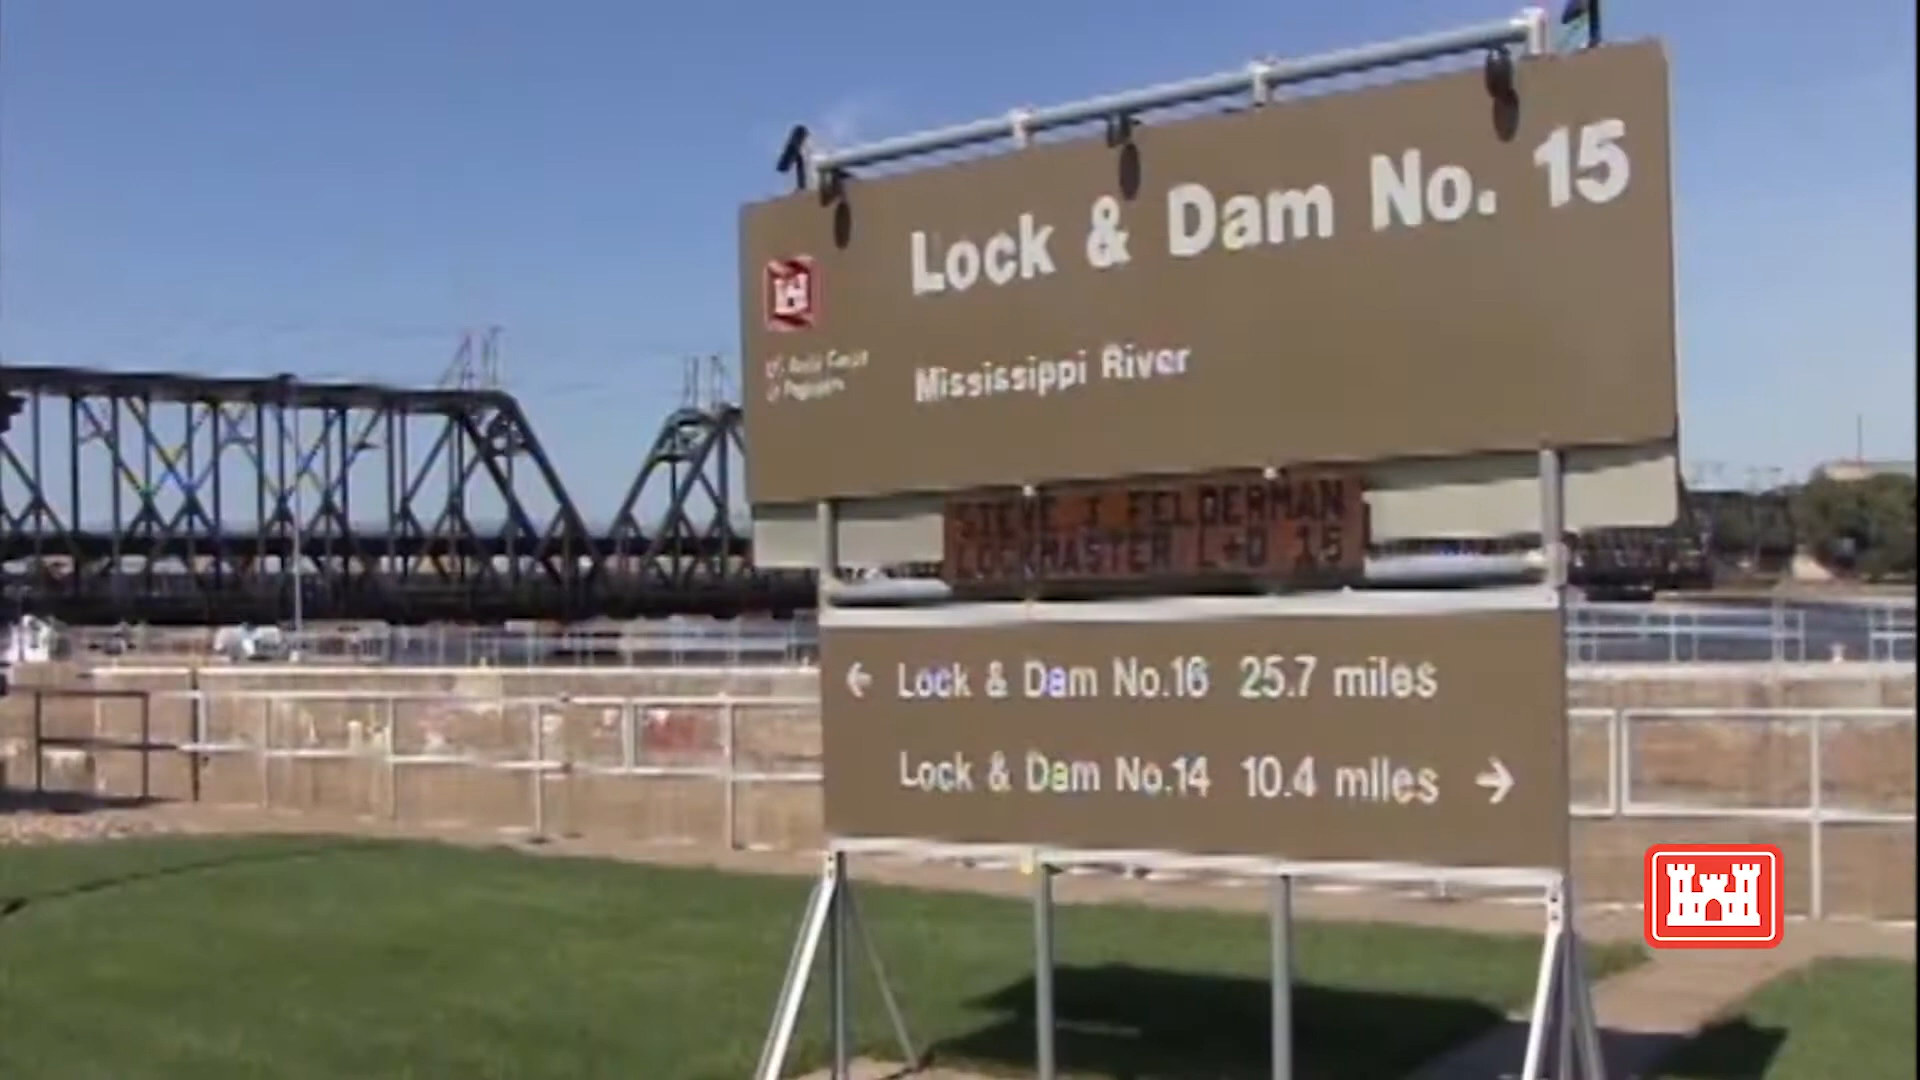 Lock & Dam No. 15
Mississippi River
STEVE J FELDERMAN
LOCKMASTER L+D 15
← Lock & Dam No.16 25.7 miles
Lock & Dam No.14 10.4 miles →